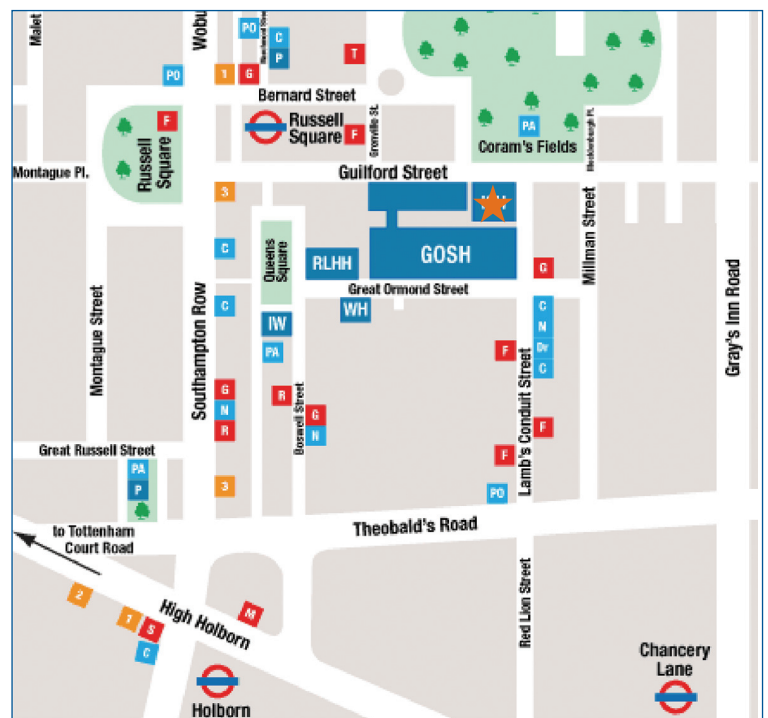 Malet
Wobu
PO
C
P
T
PO
1
G
Bernard Street
F
Russell
Square
Russell
Square
F
Grenville St.
PA
Coram's Fields
Mecklenburgh Pl.
Montague Pl.
Guilford Street
3
Millman Street
C
Queens
Square
RLHH
GOSH
G
Great Ormond Street
C
WH
IW
PA
C
N
Dr
C
Montague Street
Southampton Row
F
Lamb's Conduit Street
Gray's Inn Road
G
N
R
R
G
N
Boswell Street
F
F
Great Russell Street
PA
P
3
PO
to Tottenham
Court Road
Theobald's Road
2
1
S
C
High Holborn
M
Red Lion Street
Holborn
Chancery
Lane